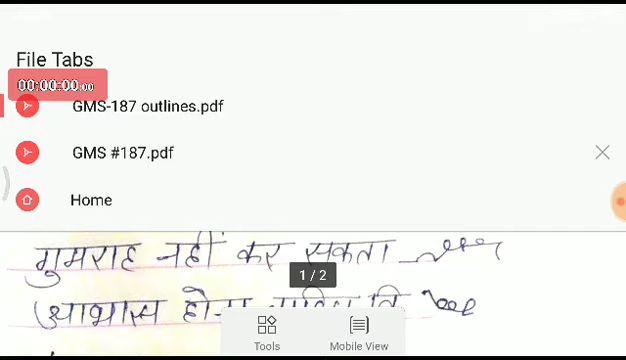 File Tabs
00:00:00:00
GMS-187 outlines.pdf
GMS #187.pdf
Home
गुमराह नहीं कर सकता
1 / 2
आभास होना
Tools
Mobile View